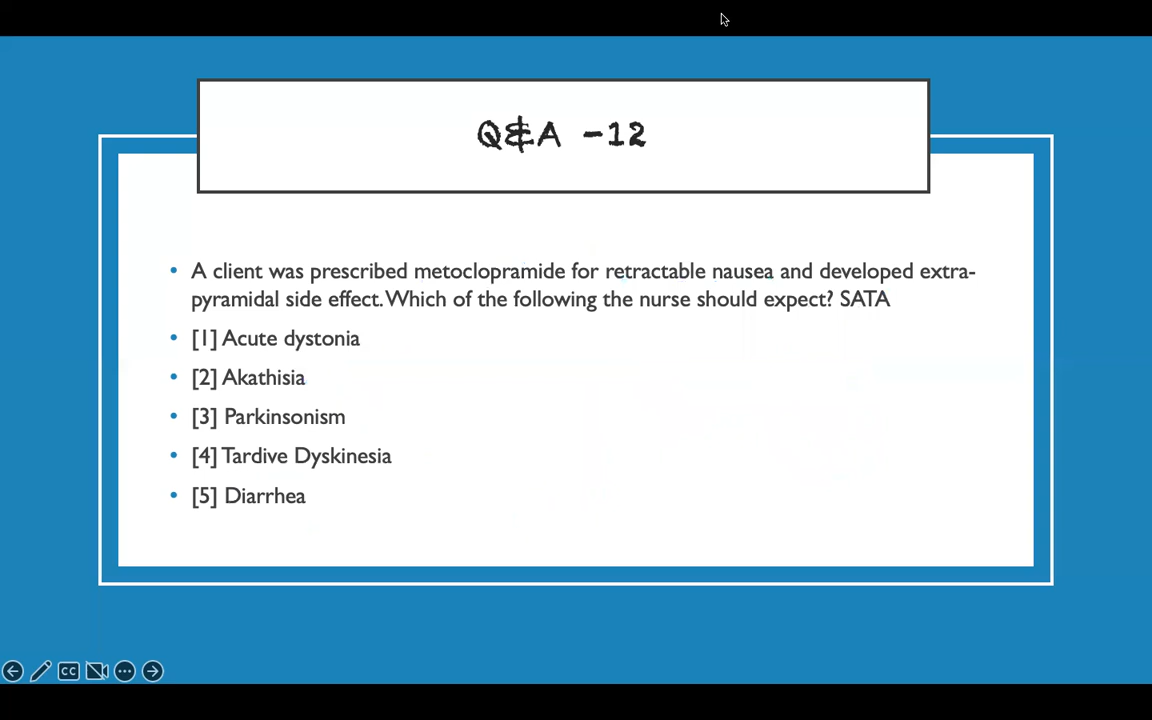 Q&A -12
• A client was prescribed metoclopramide for retractable nausea and developed extra-
pyramidal side effect. Which of the following the nurse should expect? SATA
• [1] Acute dystonia
• [2] Akathisia
• [3] Parkinsonism
• [4] Tardive Dyskinesia
• [5] Diarrhea
CC